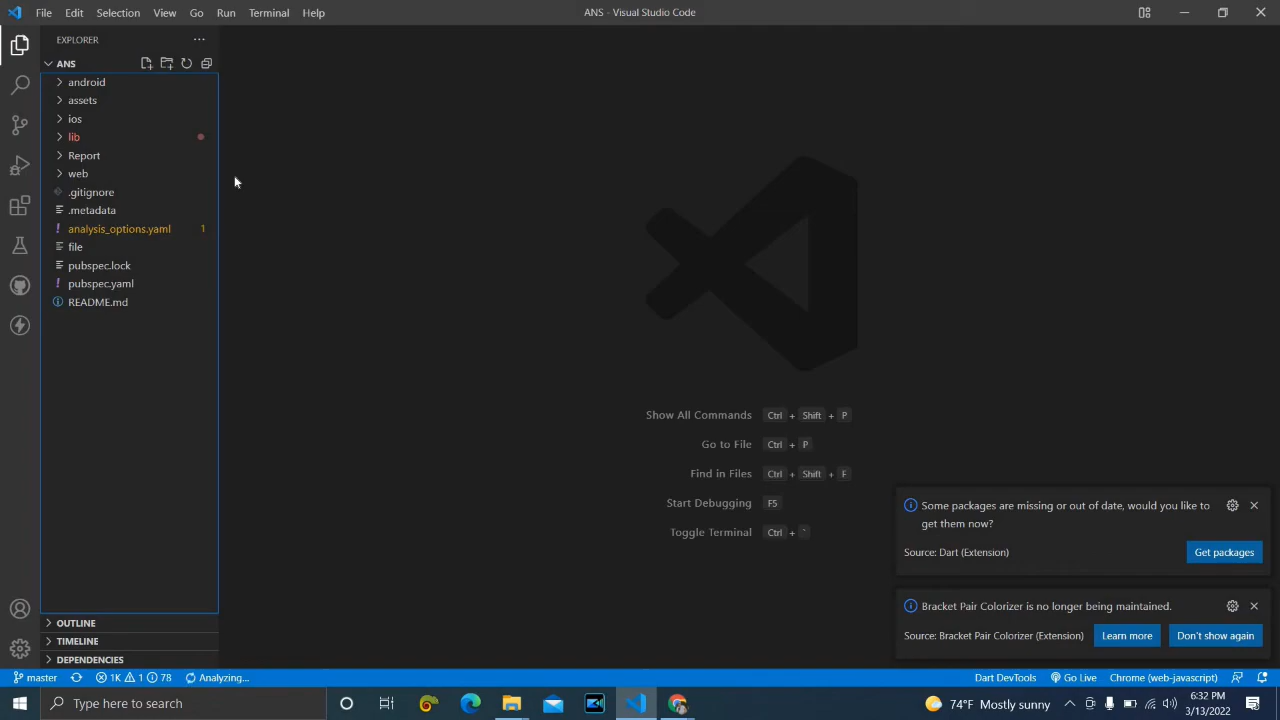 File Edit Selection View Go Run Terminal Help
ANS - Visual Studio Code
EXPLORER
ANS
android
assets
ios
lib
Report
web
.gitignore
.metadata
! analysis_options.yaml 1
file
pubspec.lock
! pubspec.yaml
README.md
Show All Commands Ctrl + Shift + P
Go to File Ctrl + P
Find in Files Ctrl + Shift + F
Start Debugging F5
Toggle Terminal Ctrl + `
Some packages are missing or out of date, would you like to
get them now?
Source: Dart (Extension) Get packages
Bracket Pair Colorizer is no longer being maintained.
Source: Bracket Pair Colorizer (Extension) Learn more Don't show again
OUTLINE
TIMELINE
DEPENDENCIES
master 1K 1 78 Analyzing... Dart DevTools Go Live Chrome (web-javascript)
Type here to search
74°F Mostly sunny
6:32 PM
3/13/2022